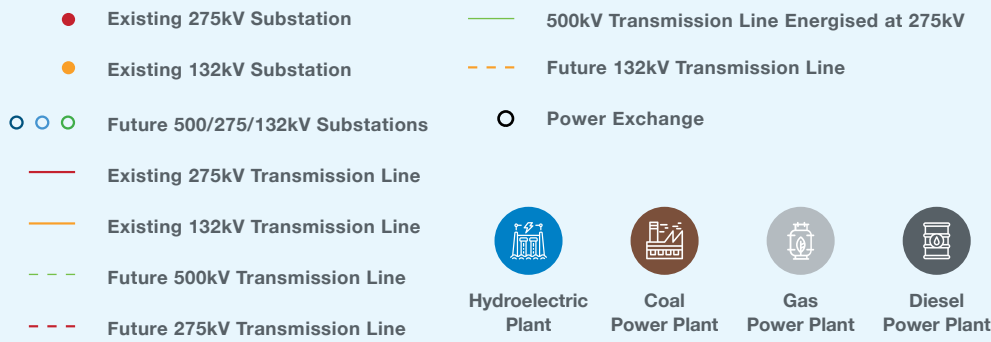 Existing 275kV Substation
Existing 132kV Substation
Future 500/275/132kV Substations
Existing 275kV Transmission Line
Existing 132kV Transmission Line
Future 500kV Transmission Line
Future 275kV Transmission Line
500kV Transmission Line Energised at 275kV
Future 132kV Transmission Line
Power Exchange
Hydroelectric
Plant
Coal
Power Plant
Gas
Power Plant
Diesel
Power Plant